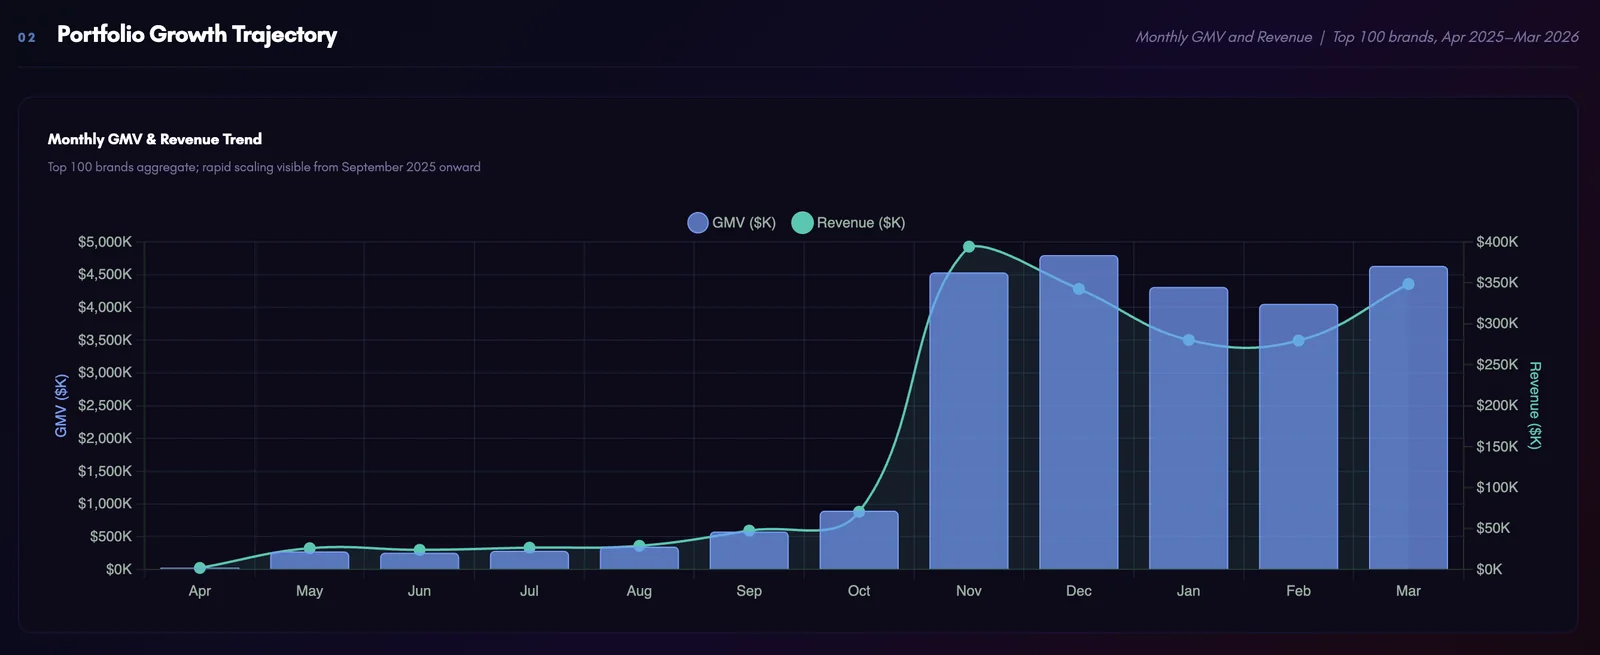 02 Portfolio Growth Trajectory
Monthly GMV and Revenue | Top 100 brands, Apr 2025–Mar 2026
Monthly GMV & Revenue Trend
Top 100 brands aggregate; rapid scaling visible from September 2025 onward
GMV ($K) Revenue ($K)
$5,000K $400K
$4,500K $350K
$4,000K $300K
$3,500K $250K
$3,000K $200K
$2,500K $150K
$2,000K $100K
$1,500K $50K
$1,000K $0K
$500K
$0K
GMV ($K)
Revenue ($K)
Apr May Jun Jul Aug Sep Oct Nov Dec Jan Feb Mar